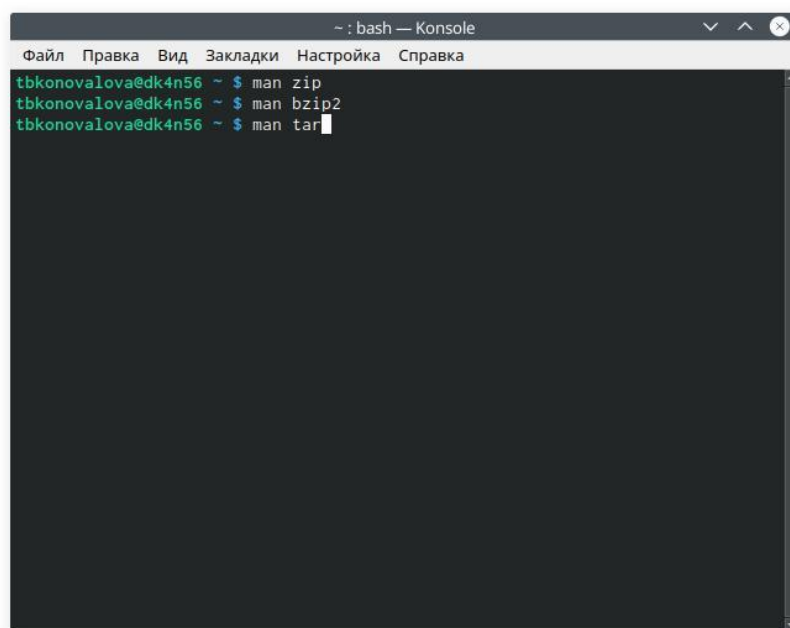 ~ : bash — Konsole
Файл Правка Вид Закладки Настройка Справка
tbkonovalova@dk4n56 ~ $ man zip
tbkonovalova@dk4n56 ~ $ man bzip2
tbkonovalova@dk4n56 ~ $ man tar